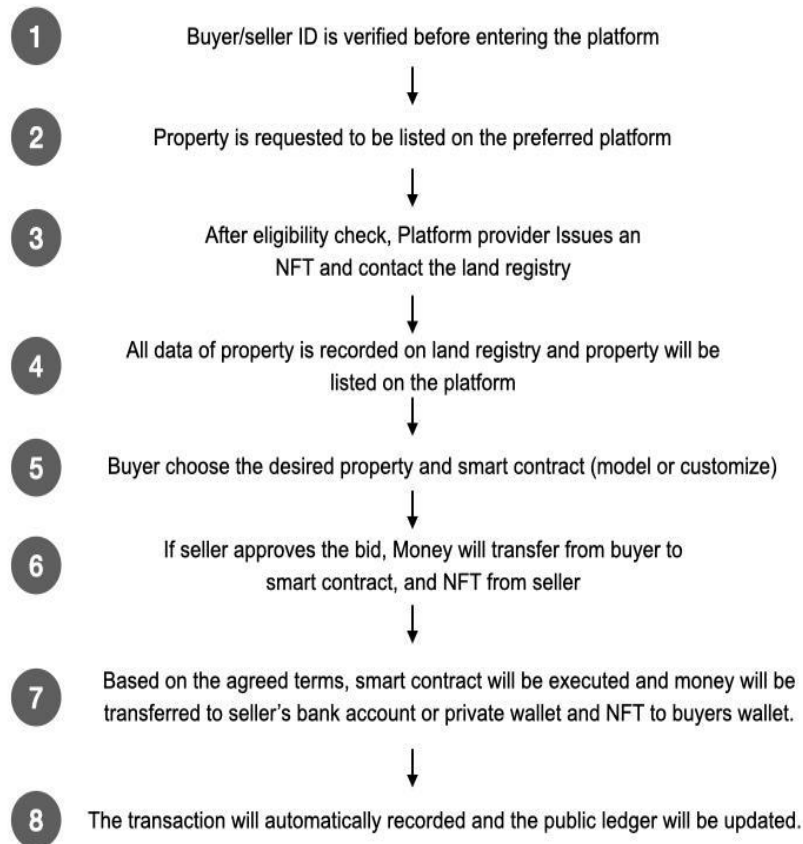 1 Buyer/seller ID is verified before entering the platform
2 Property is requested to be listed on the preferred platform
3 After eligibility check, Platform provider Issues an
NFT and contact the land registry
4 All data of property is recorded on land registry and property will be
listed on the platform
5 Buyer choose the desired property and smart contract (model or customize)
6 If seller approves the bid, Money will transfer from buyer to
smart contract, and NFT from seller
7 Based on the agreed terms, smart contract will be executed and money will be
transferred to seller’s bank account or private wallet and NFT to buyers wallet.
8 The transaction will automatically recorded and the public ledger will be updated.